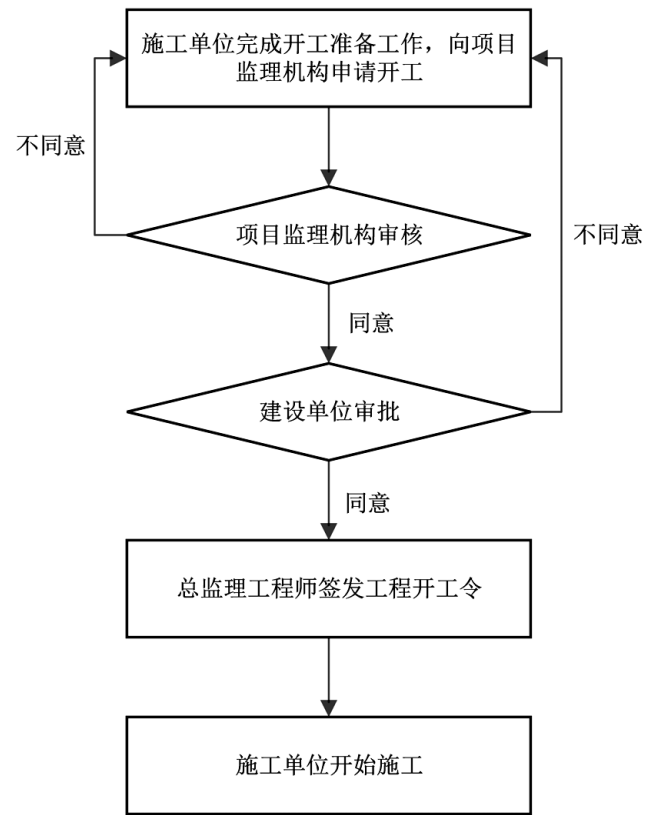 施工单位完成开工准备工作，向项目
监理机构申请开工
不同意
项目监理机构审核
不同意
同意
建设单位审批
同意
总监理工程师签发工程开工令
施工单位开始施工